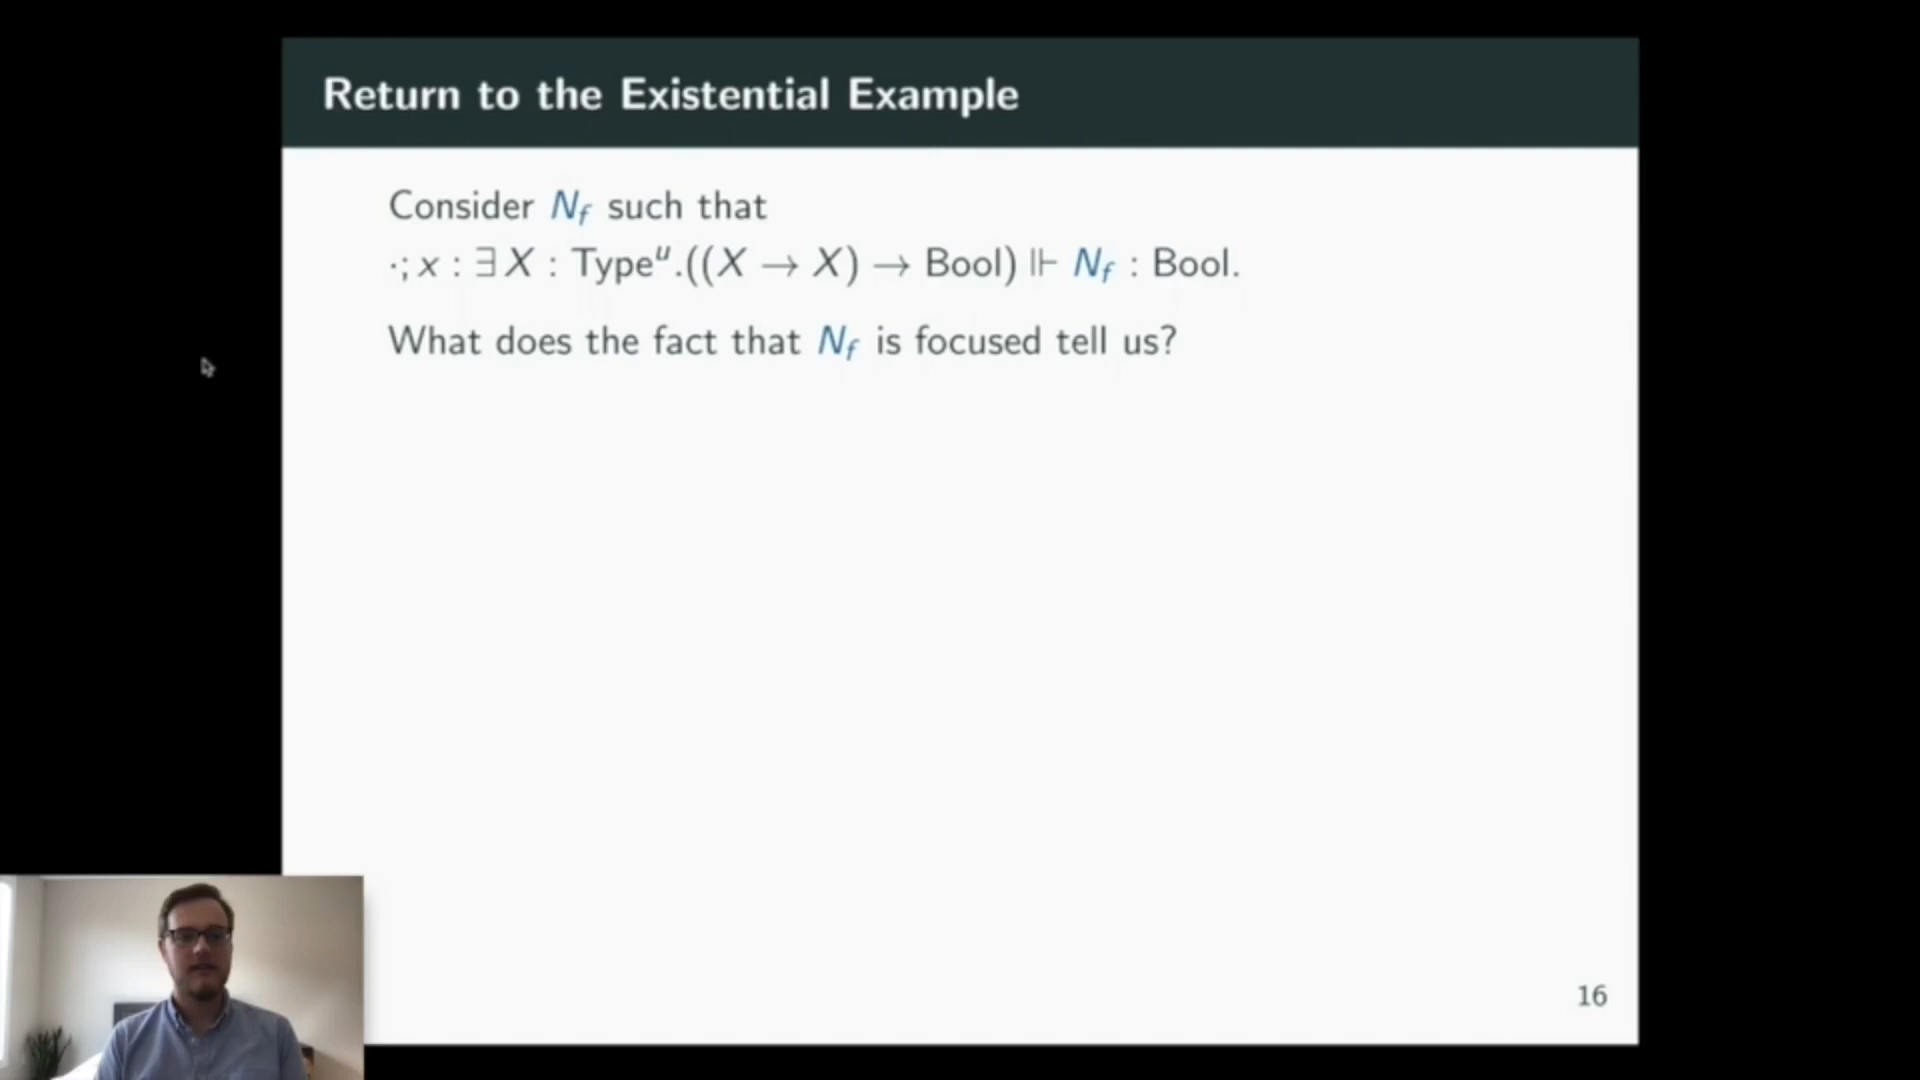 Return to the Existential Example
Consider N_f such that
·; x : ∃ X : Type^u.((X → X) → Bool) ⊩ N_f : Bool.
What does the fact that N_f is focused tell us?
16